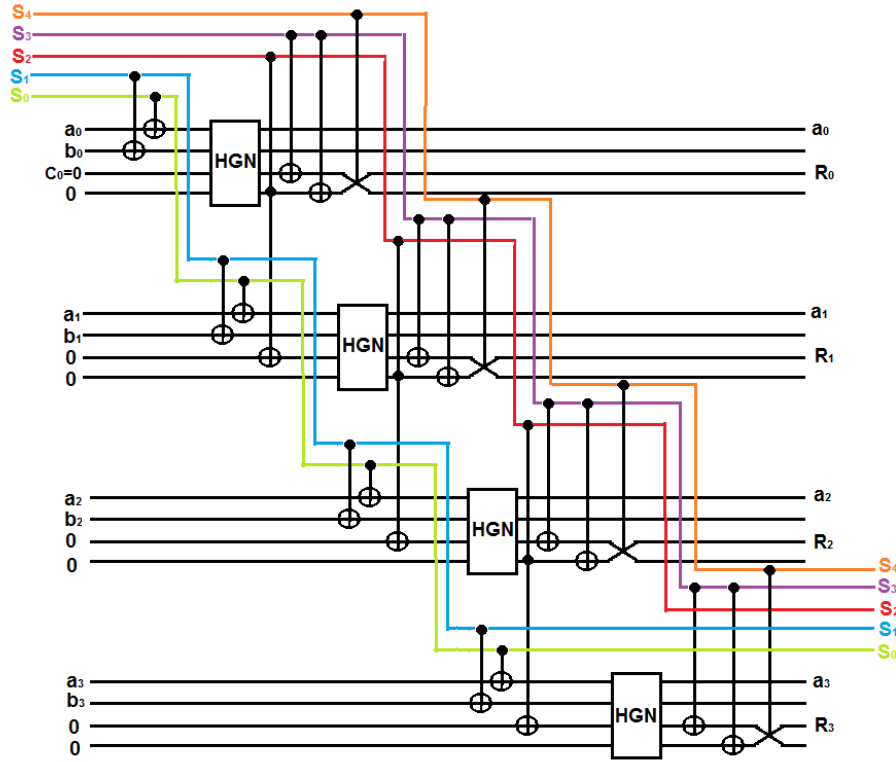 S₄
S₃
S₂
S₁
S₀
a₀ a₀
b₀
HGN
C₀=0 R₀
0
a₁ a₁
b₁
HGN
0 R₁
0
a₂ a₂
b₂
HGN
0 R₂
0
S₄
S₃
S₂
S₁
S₀
a₃ a₃
b₃
HGN
0 R₃
0